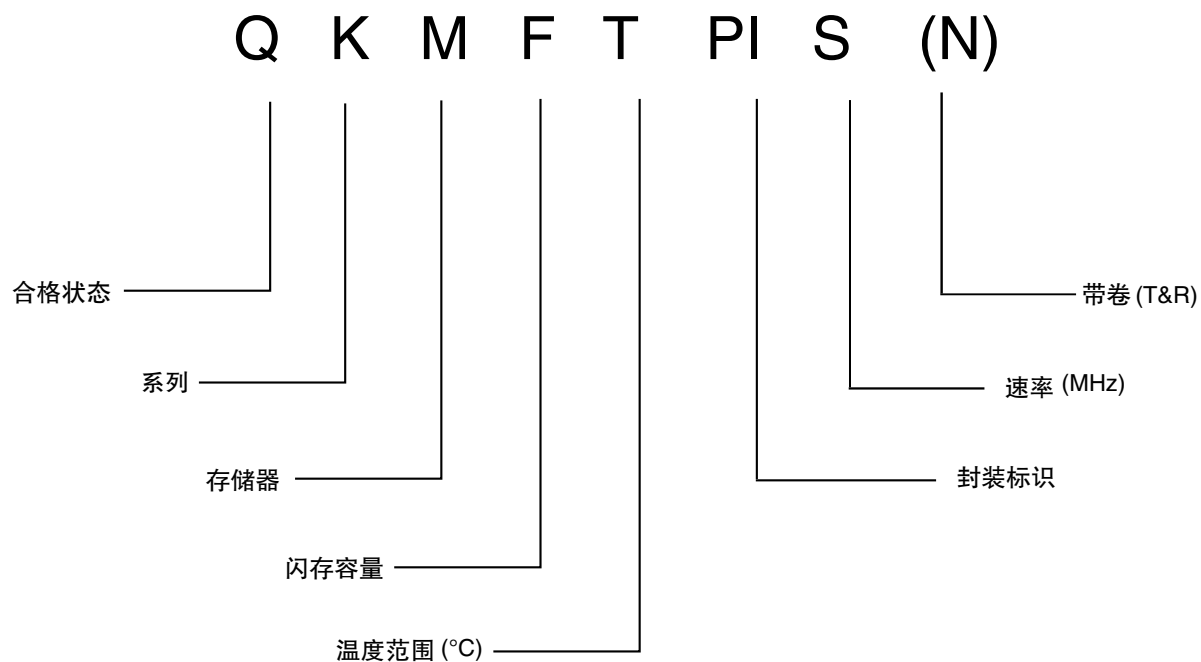 Q K M F T PI S (N)
合格状态
带卷 (T&R)
系列
速率 (MHz)
存储器
封装标识
闪存容量
温度范围 (°C)